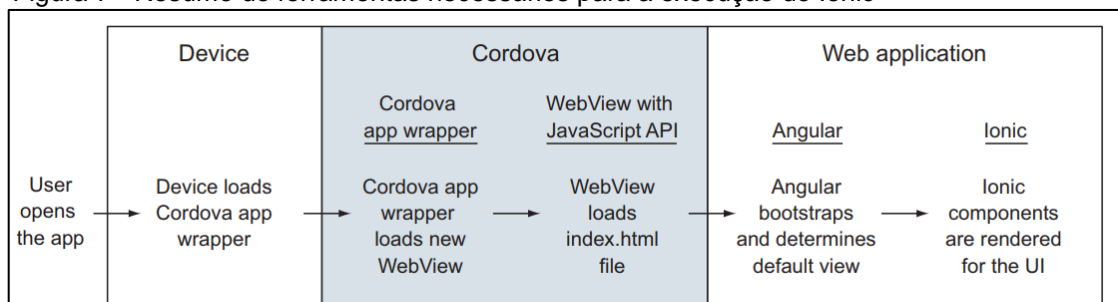 Figura – Resumo de ferramentas para a execução do Ionic
Device
Cordova
Web application
Cordova
app wrapper
WebView with
JavaScript API
Angular
Ionic
User
opens
the app
Device loads
Cordova app
wrapper
Cordova app
wrapper
loads new
WebView
WebView
loads
index.html
file
Angular
bootstraps
and determines
default view
Ionic
components
are rendered
for the UI